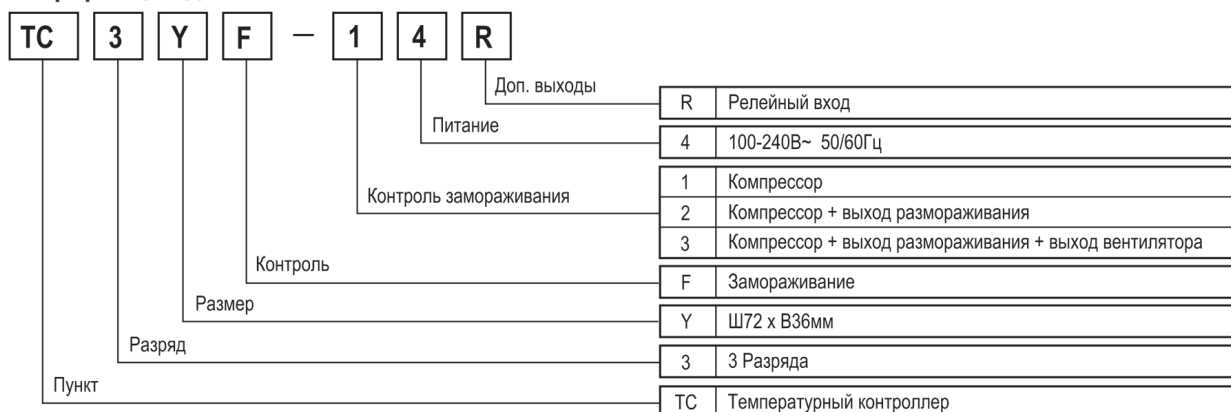 TC 3 Y F - 1 4 R
Доп. выходы
R Релейный вход
Питание
4 100-240В~ 50/60Гц
1 Компрессор
Контроль замораживания
2 Компрессор + выход размораживания
3 Компрессор + выход размораживания + выход вентилятора
Контроль
F Замораживание
Размер
Y Ш72 x В36мм
Разряд
3 3 Разряда
Пункт
TC Температурный контроллер